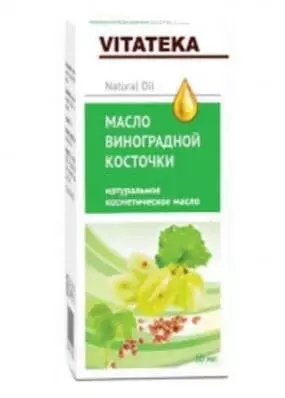 VITATEKA
Natural Oil
МАСЛО
ВИНОГРАДНОЙ
КОСТОЧКИ
натуральное
косметическое масло